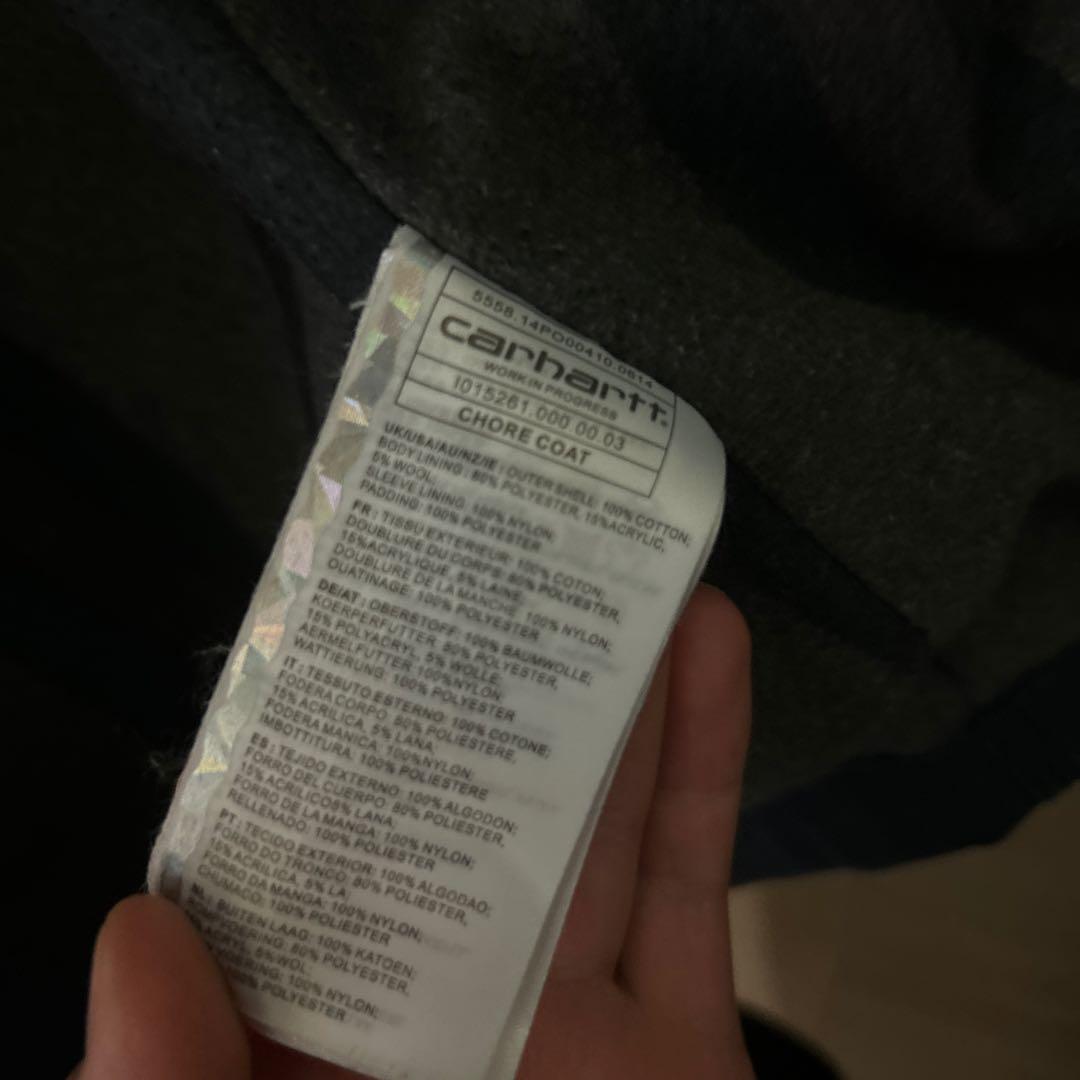 5558.14PO00410.0614
carhartt.
WORK IN PROGRESS
I015261.000.00.03
CHORE COAT
UK/USA/AU/NZ/IE : OUTER SHELL: 100% COTTON;
BODY LINING : 80% POLYESTER, 15%ACRYLIC,
5% WOOL,
SLEEVE LINING: 100% NYLON;
PADDING: 100% POLYESTER
FR : TISSU EXTERIEUR: 100% COTON;
DOUBLURE DU CORPS: 80% POLYESTER,
15%ACRYLIQUE, 5% LAINE,
DOUBLURE DE LA MANCHE: 100% NYLON;
OUATINAGE: 100% POLYESTER
DE/AT : OBERSTOFF: 100% BAUMWOLLE;
KOERPERFUTTER: 80% POLYESTER,
15% POLYACRYL, 5% WOLLE;
AERMELFUTTER:100%NYLON
WATTIERUNG: 100% POLYESTER
IT : TESSUTO ESTERNO: 100% COTONE;
FODERA CORPO: 80% POLIESTERE,
15% ACRILICA, 5% LANA,
FODERA MANICA, 100%NYLON;
IMBOTTITURA, 100% POLIESTERE
ES : TEJIDO EXTERNO: 100% ALGODON;
FORRO DEL CUERPO: 80% POLIESTER,
15% ACRILICO5% LANA,
FORRO DE LA MANGA: 100% NYLON;
RELLENADO: 100% POLIESTER
PT : TECIDO EXTERIOR: 100% ALGODAO;
FORRO DO TRONCO: 80% POLIESTER,
15% ACRILICA, 5% LA,
FORRO DA MANGA: 100% NYLON;
CHUMACO: 100% POLIESTER
NL : BUITEN LAAG: 100% KATOEN;
80% POLYESTER,
5% WOL;
100% NYLON;
POLYESTER